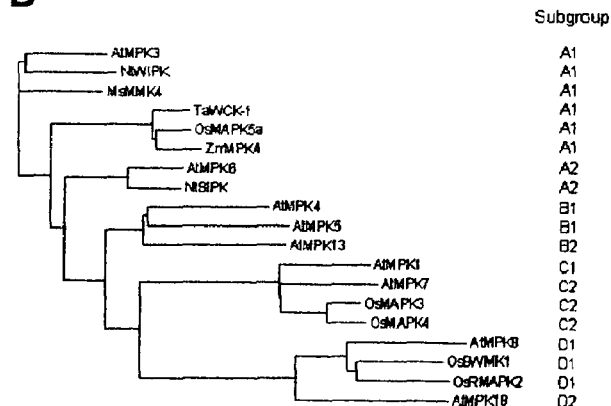 Subgroup
AtMPK3 A1
NtWIPK A1
MsMMK4 A1
TaWCK-1 A1
OsMAPK5a A1
ZmMPK4 A1
AtMPK6 A2
NtSIPK A2
AtMPK4 B1
AtMPK5 B1
AtMPK13 B2
AtMPK1 C1
AtMPK7 C2
OsMAPK3 C2
OsMAPK4 C2
AtMPK8 D1
OsBWMK1 D1
OsRMAPK2 D1
AtMPK18 D2